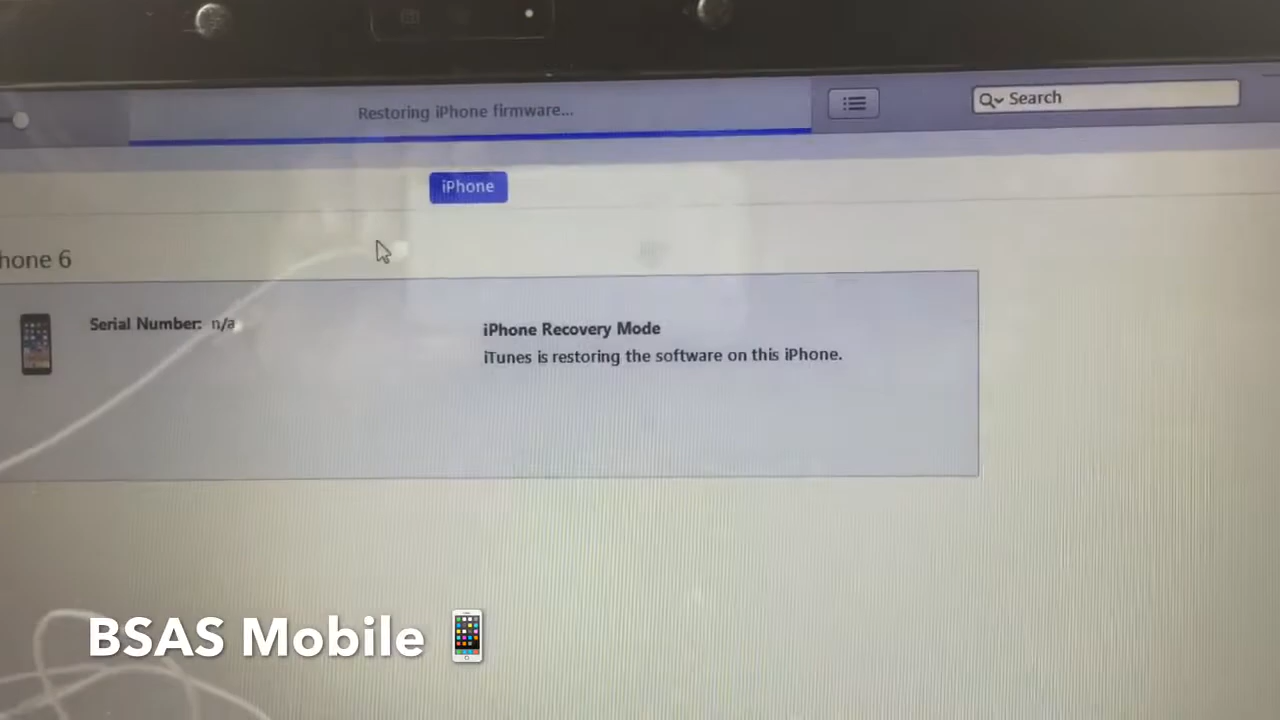 Restoring iPhone firmware...
Search
iPhone
hone 6
Serial Number: n/a
iPhone Recovery Mode
iTunes is restoring the software on this iPhone.
BSAS Mobile 📱